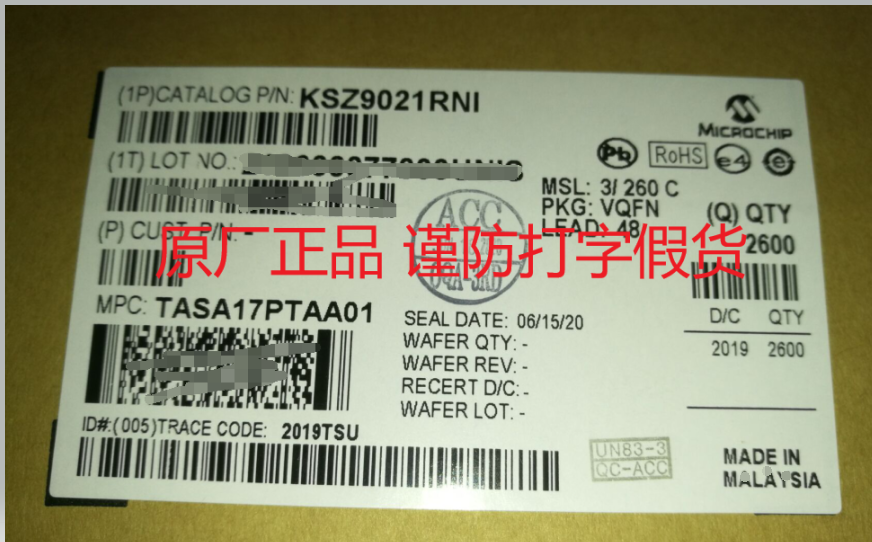 (1P)CATALOG P/N: KSZ9021RNI
MICROCHIP
Pb
RoHS
e4
e
(1T) LOT NO.:
MSL: 3/ 260 C
PKG: VQFN
LEAD: 48
(Q) QTY
2600
ACC
(P) CUST. P/N: -
原厂正品 谨防打字假货
MPC: TASA17PTAA01
D/C QTY
2019 2600
SEAL DATE: 06/15/20
WAFER QTY: -
WAFER REV: -
RECERT D/C: -
WAFER LOT: -
ID#:(005)TRACE CODE: 2019TSU
UN83-3
QC-ACC
MADE IN
MALAYSIA